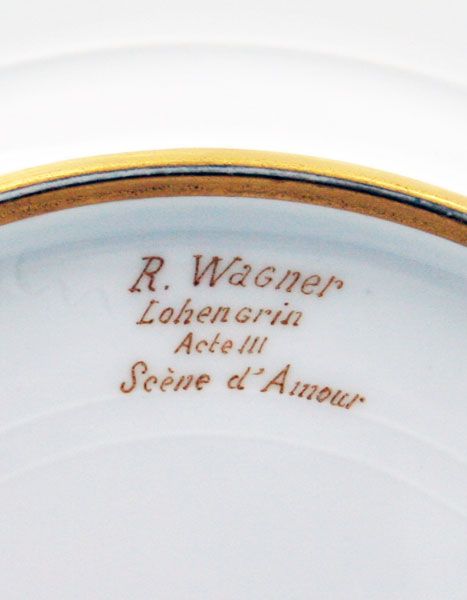 R. Wagner
Lohengrin
Acte III
Scène d'Amour